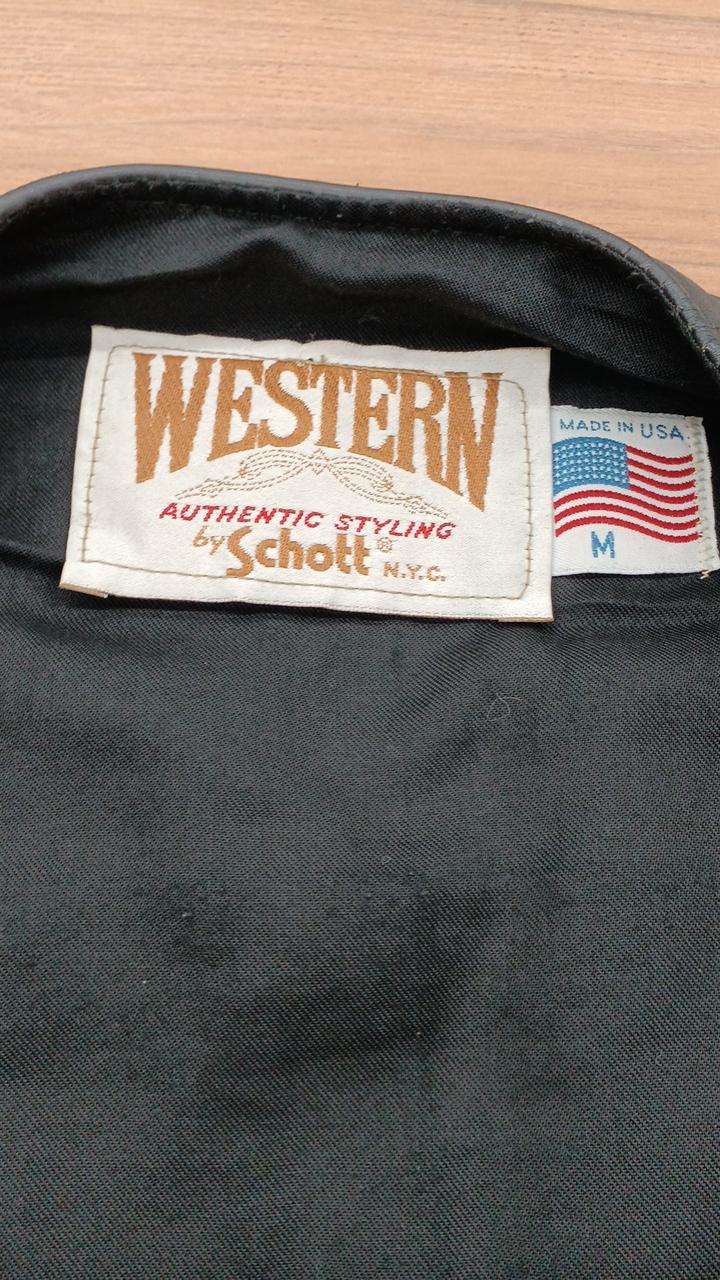 WESTERN
AUTHENTIC STYLING
by Schott® N.Y.C.
MADE IN USA
M